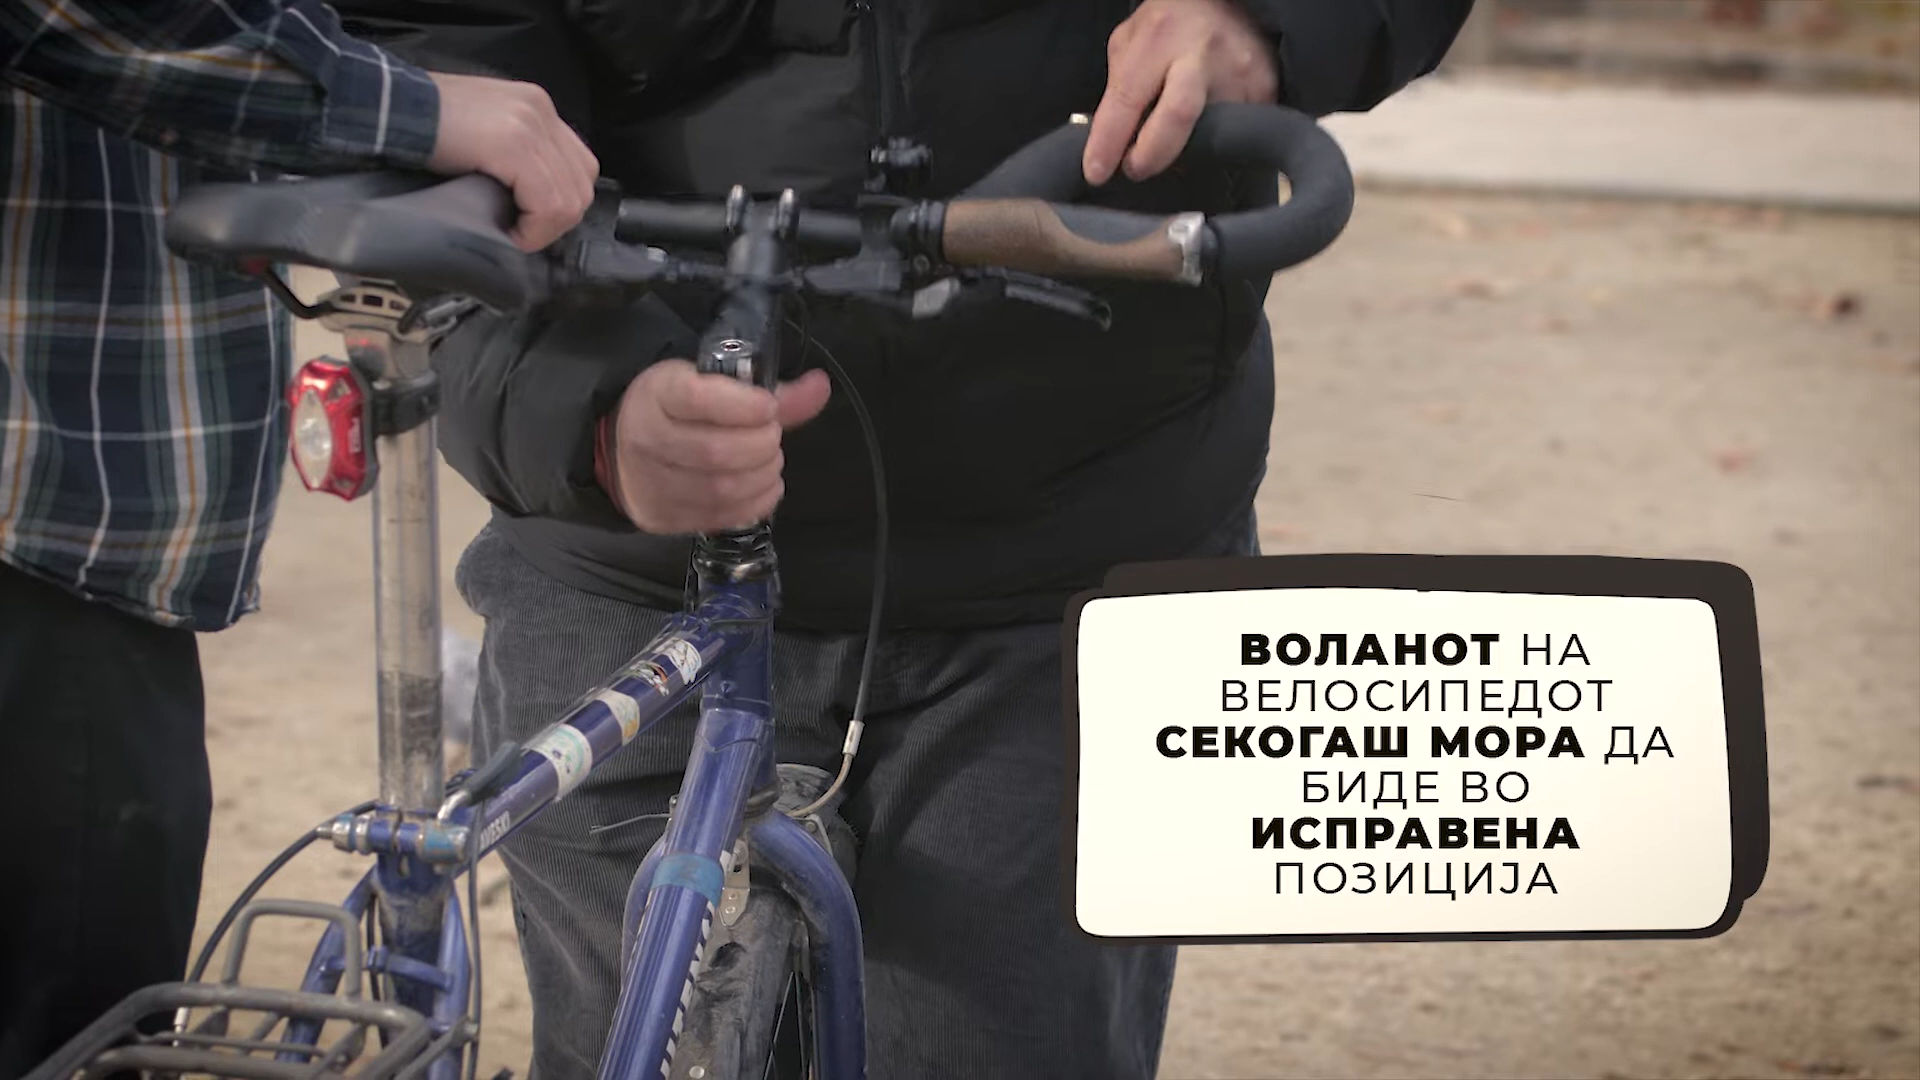 ВОЛАНОТ НА
ВЕЛОСИПЕДОТ
СЕКОГАШ МОРА ДА
БИДЕ ВО
ИСПРАВЕНА
ПОЗИЦИЈА